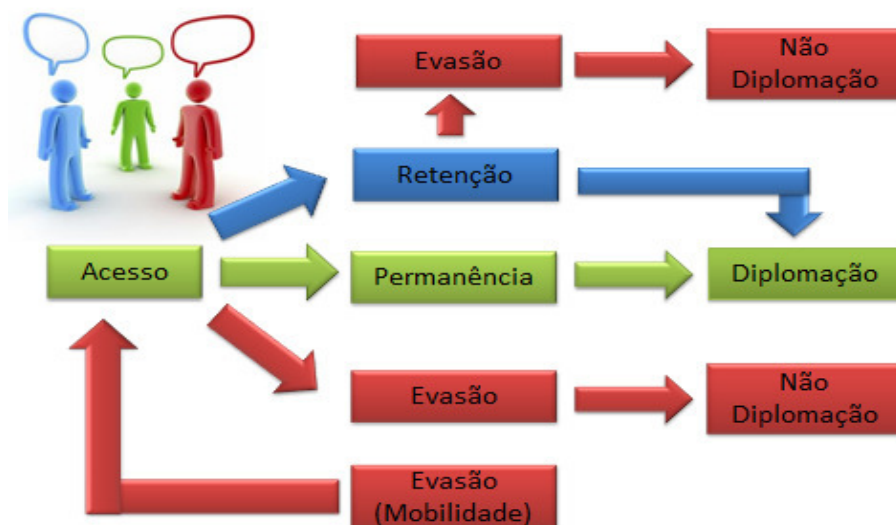 Evasão
Não
Diplomação
Retenção
Acesso
Permanência
Diplomação
Evasão
Não
Diplomação
Evasão
(Mobilidade)